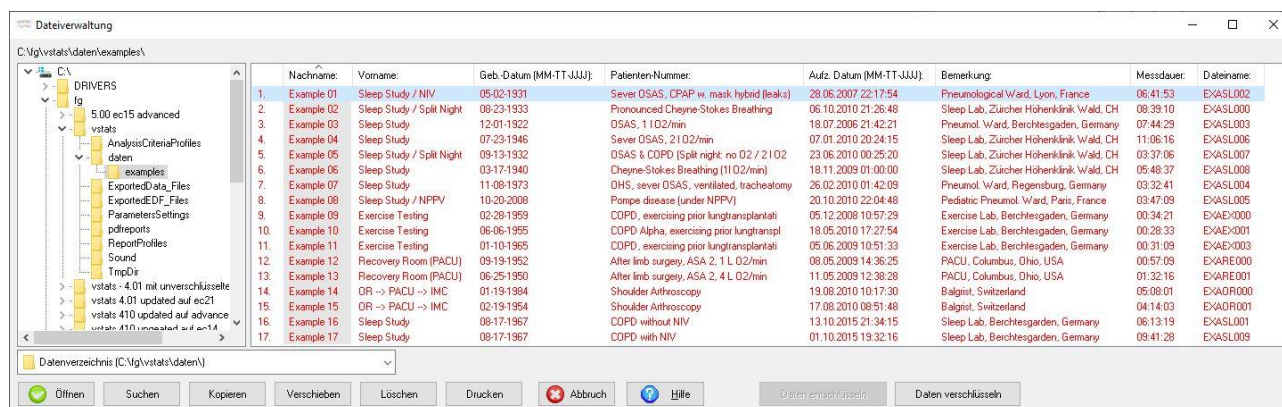 Dateiverwaltung
C:\fg\vstats\daten\examples\
C:\
DRIVERS
fg
5.00 ec15 advanced
vstats
AnalysisCriteriaProfiles
daten
examples
ExportedData_Files
ExportedEDF_Files
ParametersSettings
pdfreports
ReportProfiles
Sound
TmpDir
vstats - 4.01 mit unverschlüsselte
vstats 4.01 updated auf ec21
vstats 410 updated auf advance
vstats 410 ungeated auf ec14
Nachname: Vorname: Geb.-Datum (MM-TT-JJJJ): Patienten-Nummer: Aufz. Datum (MM-TT-JJJJ): Bemerkung: Messdauer: Dateiname:
1. Example 01 Sleep Study / NIV 05-02-1931 Sever OSAS, CPAP w. mask hybrid (leaks) 28.06.2007 22:17:54 Pneumological Ward, Lyon, France 06:41:53 EXASL002
2. Example 02 Sleep Study / Split Night 08-23-1933 Pronounced Cheyne-Stokes Breathing 06.10.2010 21:26:48 Sleep Lab, Zürcher Höhenklinik Wald, CH 08:39:10 EXASL000
3. Example 03 Sleep Study 12-01-1922 OSAS, 1 l O2/min 18.07.2006 21:42:21 Pneumol. Ward, Berchtesgaden, Germany 07:44:29 EXASL003
4. Example 04 Sleep Study 07-23-1946 Sever OSAS, 2 l O2/min 07.01.2010 20:24:15 Sleep Lab, Zürcher Höhenklinik Wald, CH 11:06:16 EXASL006
5. Example 05 Sleep Study / Split Night 09-13-1932 OSAS & COPD (Split night: no O2 / 2 l O2 23.06.2010 00:25:20 Sleep Lab, Zürcher Höhenklinik Wald, CH 03:37:06 EXASL007
6. Example 06 Sleep Study 03-17-1940 Cheyne-Stokes Breathing (1l O2/min) 18.11.2009 01:00:00 Sleep Lab, Zürcher Höhenklinik Wald, CH 05:48:37 EXASL008
7. Example 07 Sleep Study 11-08-1973 OHS, sever OSAS, ventilated, tracheatomy 26.02.2010 01:42:09 Pneumol. Ward, Regensburg, Germany 03:32:41 EXASL004
8. Example 08 Sleep Study / NPPV 10-20-2008 Pompe disease (under NPPV) 20.10.2010 22:04:48 Pediatric Pneumol. Ward, Paris, France 03:47:09 EXASL005
9. Example 09 Exercise Testing 02-28-1959 COPD, exercising prior lungtransplantati 05.12.2008 10:57:29 Exercise Lab, Berchtesgaden, Germany 00:34:21 EXAEX000
10. Example 10 Exercise Testing 06-06-1955 COPD Alpha, exercising prior lungtranspl 18.05.2010 17:27:54 Exercise Lab, Berchtesgaden, Germany 00:28:33 EXAEX001
11. Example 11 Exercise Testing 01-10-1965 COPD, exercising prior lungtransplantati 05.06.2009 10:51:33 Exercise Lab, Berchtesgaden, Germany 00:31:09 EXAEX003
12. Example 12 Recovery Room (PACU) 09-19-1952 After limb surgery, ASA 2, 1 L O2/min 08.05.2009 14:36:25 PACU, Columbus, Ohio, USA 00:57:09 EXARE000
13. Example 13 Recovery Room (PACU) 06-25-1950 After limb surgery, ASA 2, 4 L O2/min 11.05.2009 12:38:28 PACU, Columbus, Ohio, USA 01:32:16 EXARE001
14. Example 14 OR --> PACU --> IMC 01-19-1984 Shoulder Arthroscopy 19.08.2010 10:17:30 Balgrist, Switzerland 05:08:01 EXAOR000
15. Example 15 OR --> PACU --> IMC 02-19-1954 Shoulder Arthroscopy 17.08.2010 08:51:48 Balgrist, Switzerland 04:14:03 EXAOR001
16. Example 16 Sleep Study 08-17-1967 COPD without NIV 13.10.2015 21:34:15 Sleep Lab, Berchtesgarden, Germany 06:13:19 EXASL001
17. Example 17 Sleep Study 08-17-1967 COPD with NIV 01.10.2015 19:32:16 Sleep Lab, Berchtesgarden, Germany 09:41:28 EXASL009
Datenverzeichnis (C:\fg\vstats\daten\)
Öffnen Suchen Kopieren Verschieben Löschen Drucken Abbruch Hilfe Daten entschlüsseln Daten verschlüsseln